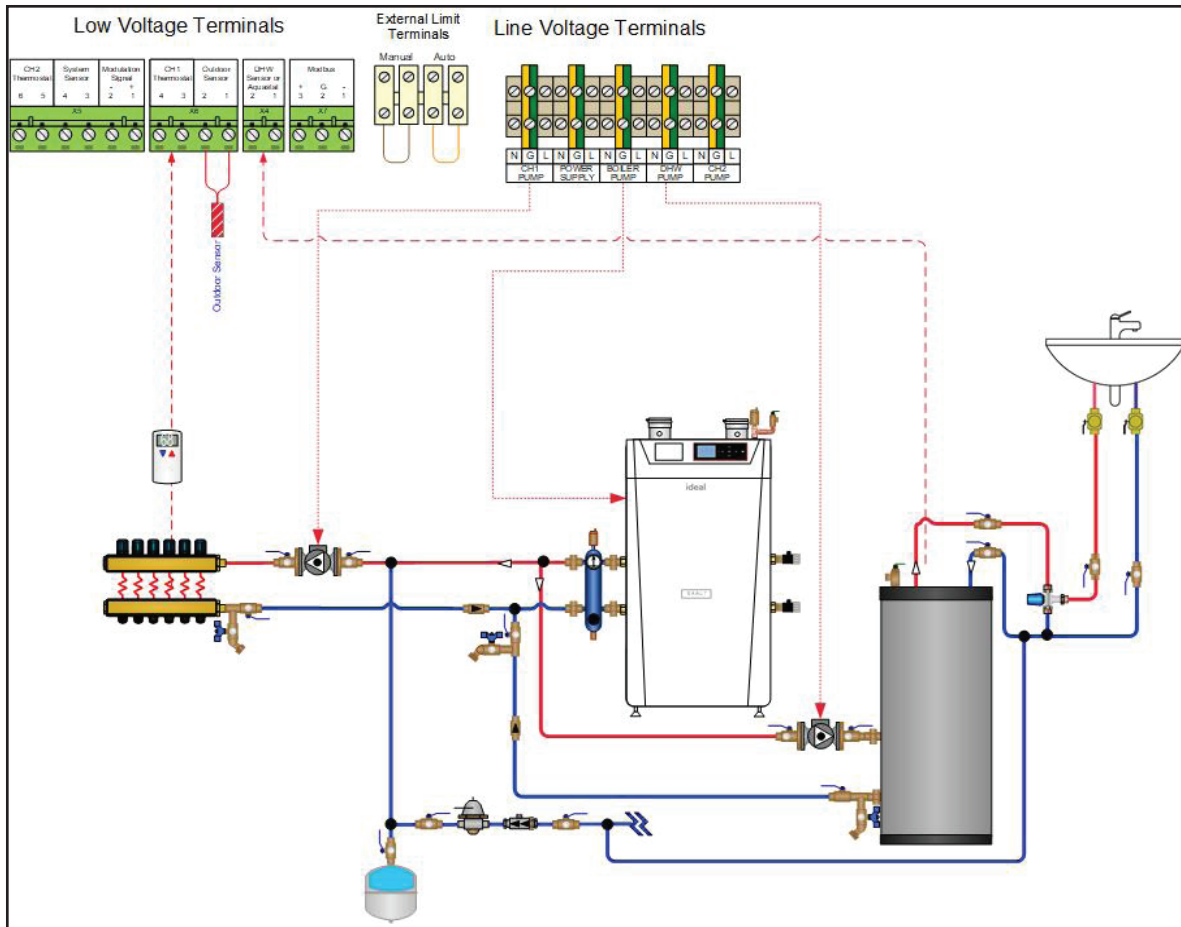 Low Voltage Terminals
External Limit
Terminals
Line Voltage Terminals
Manual Auto
CH2
Thermostat
6 5
System
Sensor
4 3
Modulation
Signal
- +
2 1
CH1
Thermostat
4 3
Outdoor
Sensor
2 1
DHW
Sensor or
Aquastat
2 1
Modbus
+ G -
3 2 1
X5
X6
X4
X7
N G L N G L N G L N G L N G L
CH1
PUMP
POWER
SUPPLY
BOILER
PUMP
DHW
PUMP
CH2
PUMP
Outdoor Sensor
ideal